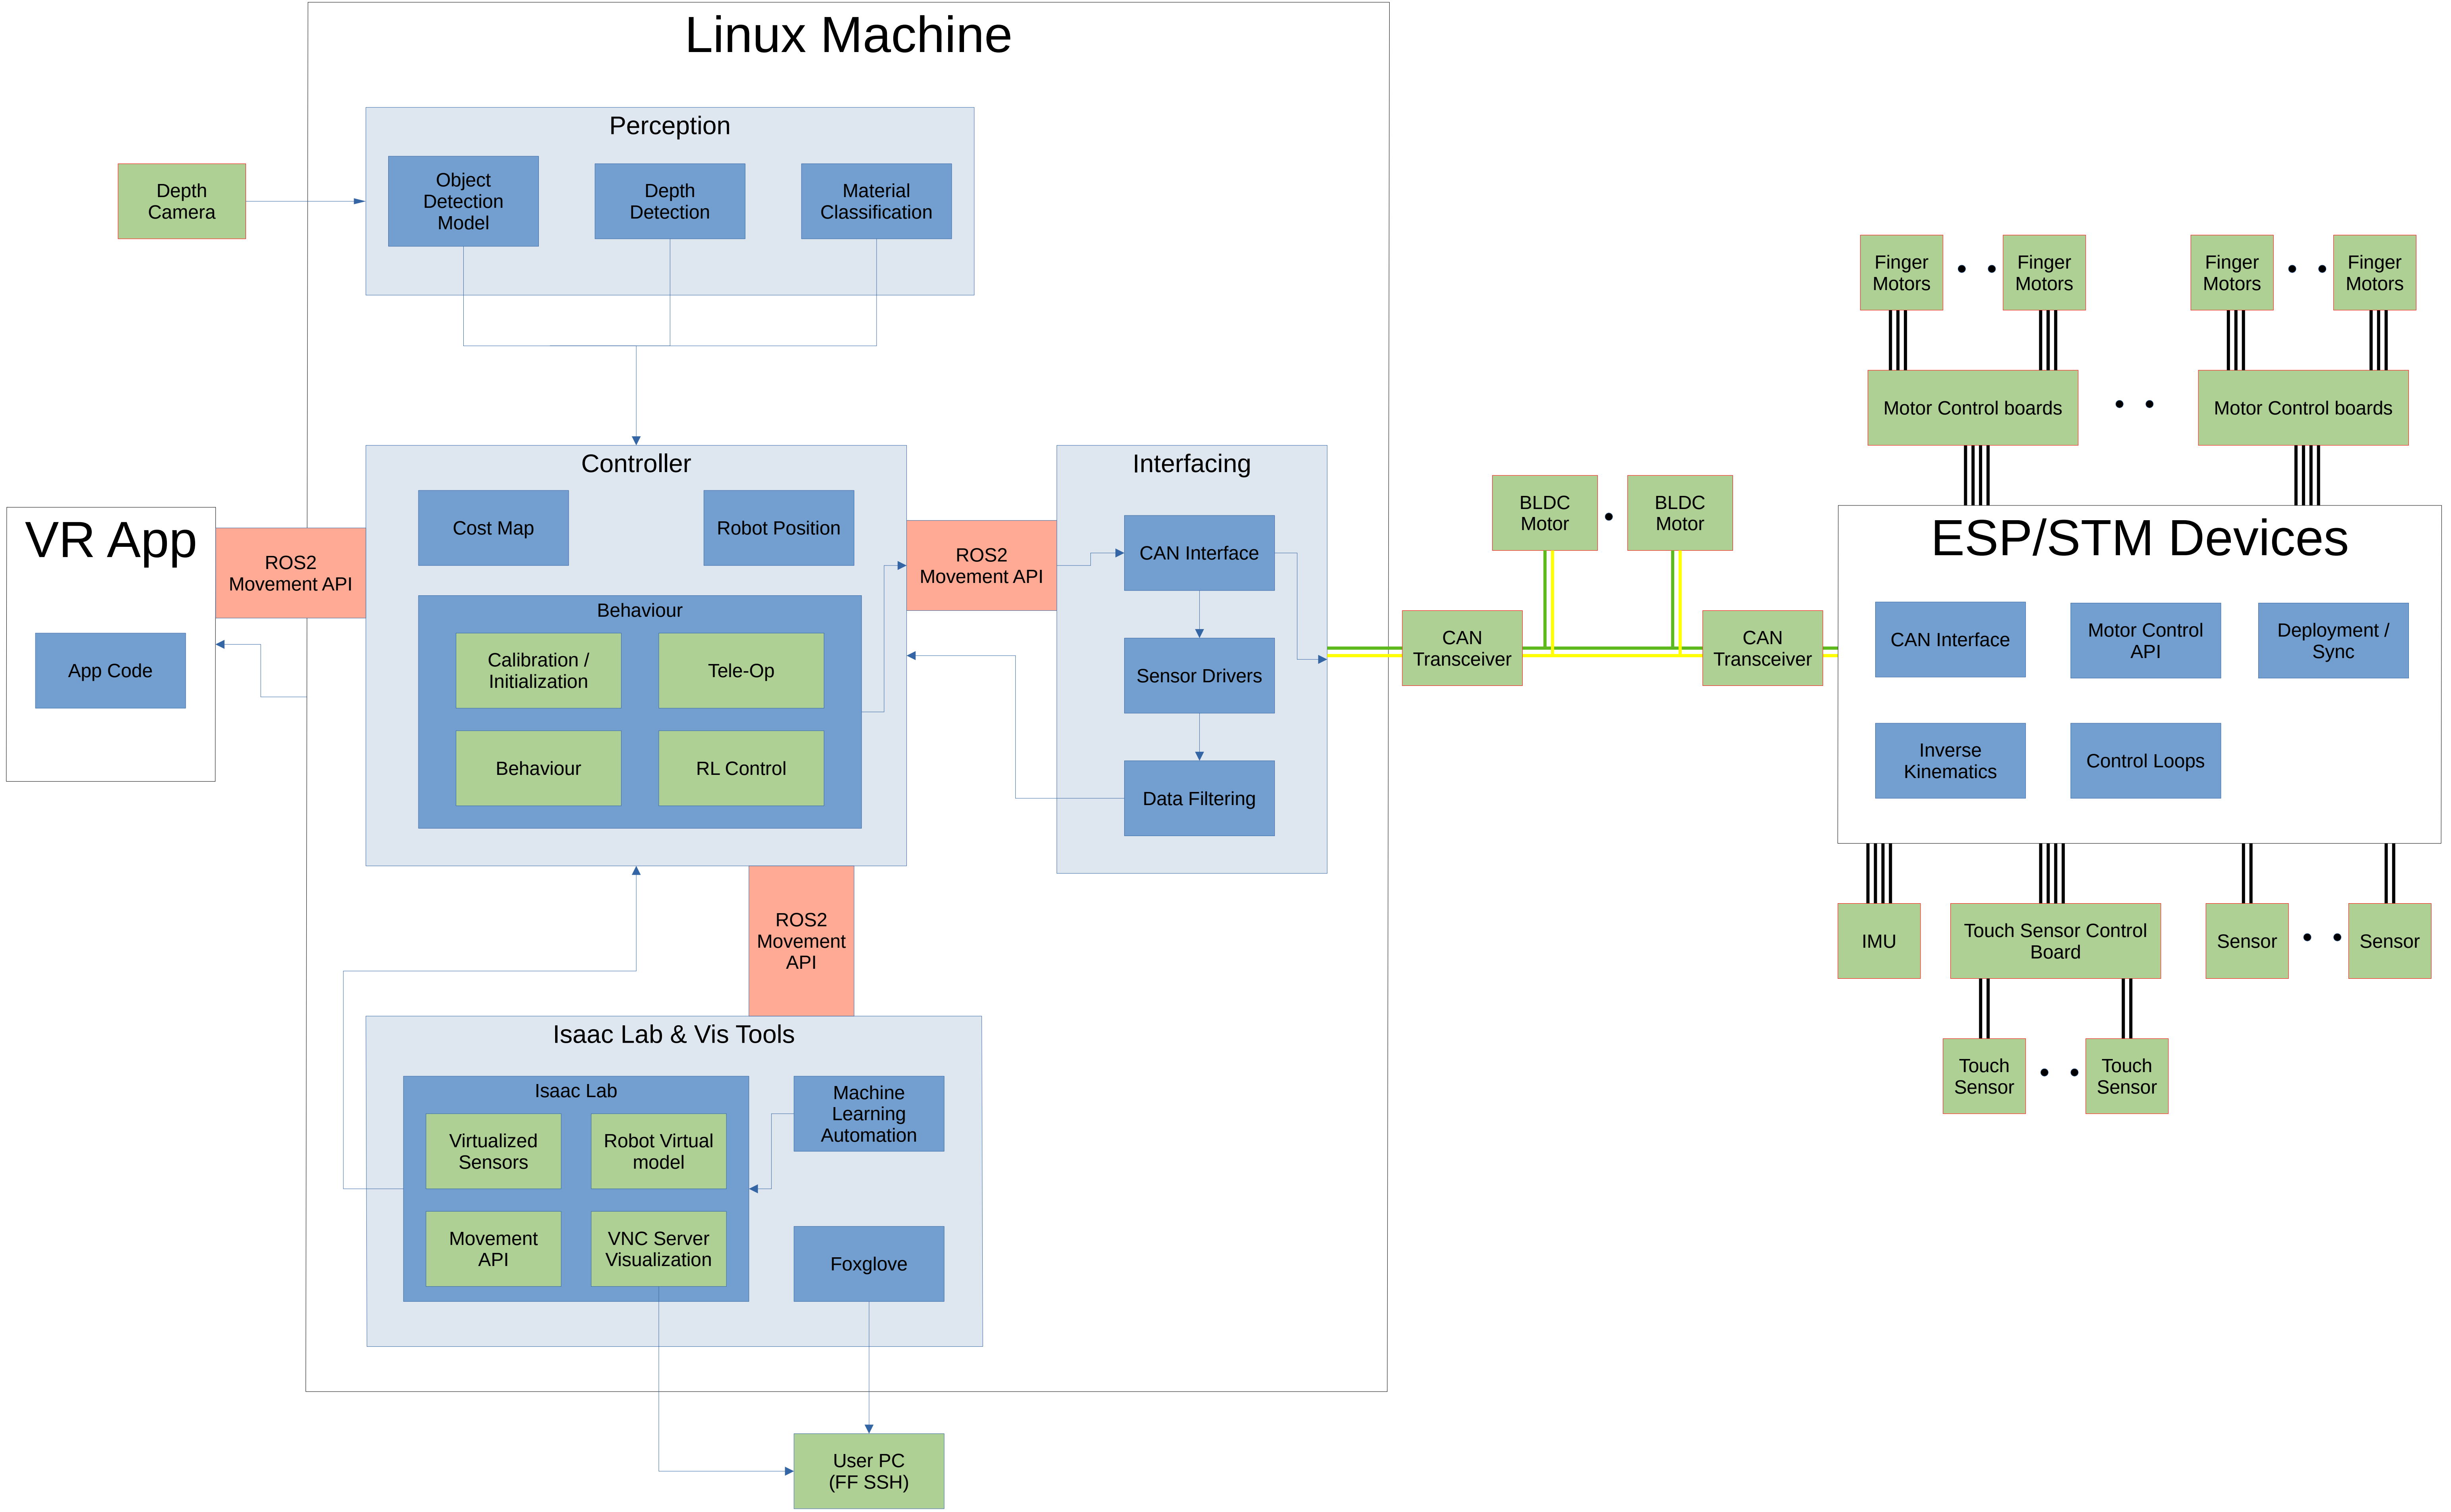 Linux Machine
Perception
Object
Detection
Model
Depth
Detection
Material
Classification
Depth
Camera
Controller
Cost Map
Robot Position
Behaviour
Calibration /
Initialization
Tele-Op
Behaviour
RL Control
VR App
App Code
ROS2
Movement API
ROS2
Movement API
Interfacing
CAN Interface
Sensor Drivers
Data Filtering
ROS2
Movement
API
Isaac Lab & Vis Tools
Isaac Lab
Virtualized
Sensors
Robot Virtual
model
Movement
API
VNC Server
Visualization
Machine
Learning
Automation
Foxglove
User PC
(FF SSH)
BLDC
Motor
BLDC
Motor
CAN
Transceiver
CAN
Transceiver
Finger
Motors
Finger
Motors
Finger
Motors
Finger
Motors
Motor Control boards
Motor Control boards
ESP/STM Devices
CAN Interface
Motor Control
API
Deployment /
Sync
Inverse
Kinematics
Control Loops
IMU
Touch Sensor Control
Board
Sensor
Sensor
Touch
Sensor
Touch
Sensor